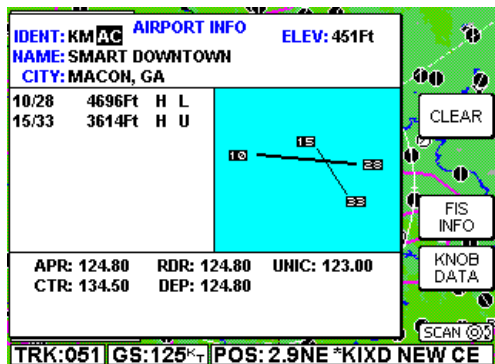 AIRPORT INFO
IDENT: KMAC ELEV: 451Ft
NAME: SMART DOWNTOWN
CITY: MACON, GA
10/28 4696Ft H L
15/33 3614Ft H U
10
15
28
33
APR: 124.80 RDR: 124.80 UNIC: 123.00
CTR: 134.50 DEP: 124.80
CLEAR
FIS
INFO
KNOB
DATA
SCAN
TRK:051 GS:125KT POS: 2.9NE *KIXD NEW CE